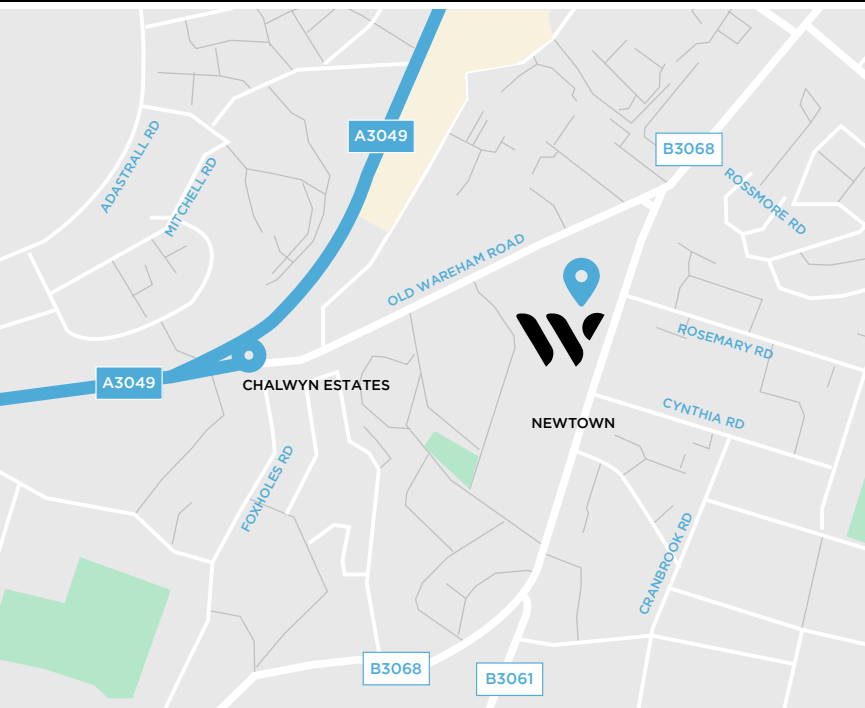 A3049
B3068
ADASTRALL RD
MITCHELL RD
ROSSMORE RD
OLD WAREHAM ROAD
ROSEMARY RD
A3049
CHALWYN ESTATES
CYNTHIA RD
NEWTOWN
FOXHOLES RD
CRANBROOK RD
B3068
B3061